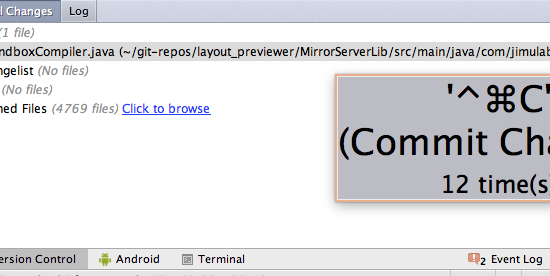 l Changes Log
(1 file)
ndboxCompiler.java (~/git-repos/layout_previewer/MirrorServerLib/src/main/java/com/jimulab
ngelist (No files)
(No files)
ned Files (4769 files) Click to browse
'^⌘C'
(Commit Cha
12 time(s)
ersion Control Android Terminal 2 Event Log